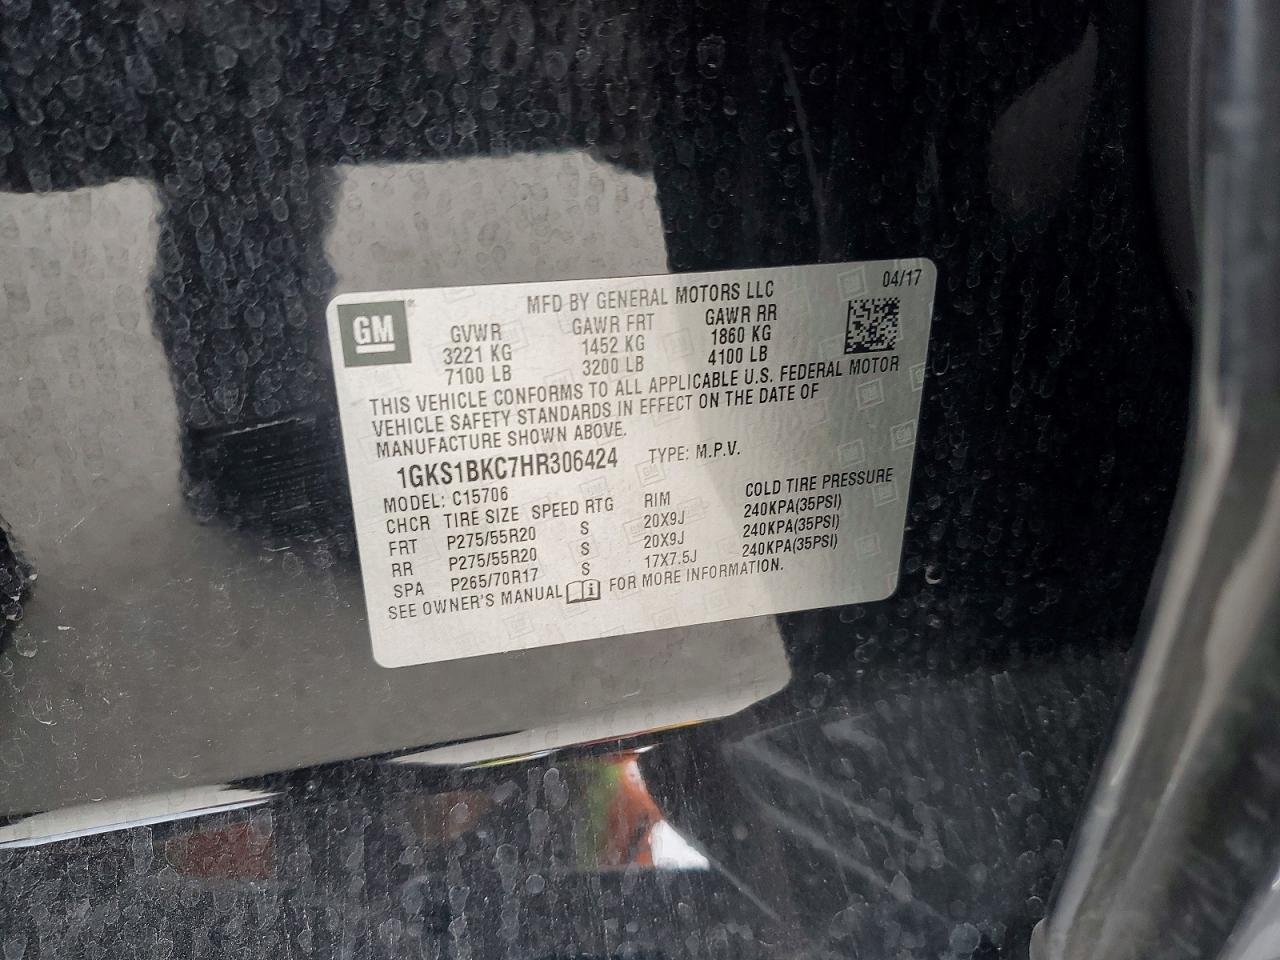 GM®
MFD BY GENERAL MOTORS LLC 04/17
GVWR GAWR FRT GAWR RR
3221 KG 1452 KG 1860 KG
7100 LB 3200 LB 4100 LB
THIS VEHICLE CONFORMS TO ALL APPLICABLE U.S. FEDERAL MOTOR
VEHICLE SAFETY STANDARDS IN EFFECT ON THE DATE OF
MANUFACTURE SHOWN ABOVE.
1GKS1BKC7HR306424 TYPE: M.P.V.
MODEL: C15706
CHCR TIRE SIZE SPEED RTG RIM COLD TIRE PRESSURE
FRT P275/55R20 S 20X9J 240KPA(35PSI)
RR P275/55R20 S 20X9J 240KPA(35PSI)
SPA P265/70R17 S 17X7.5J 240KPA(35PSI)
SEE OWNER'S MANUAL FOR MORE INFORMATION.